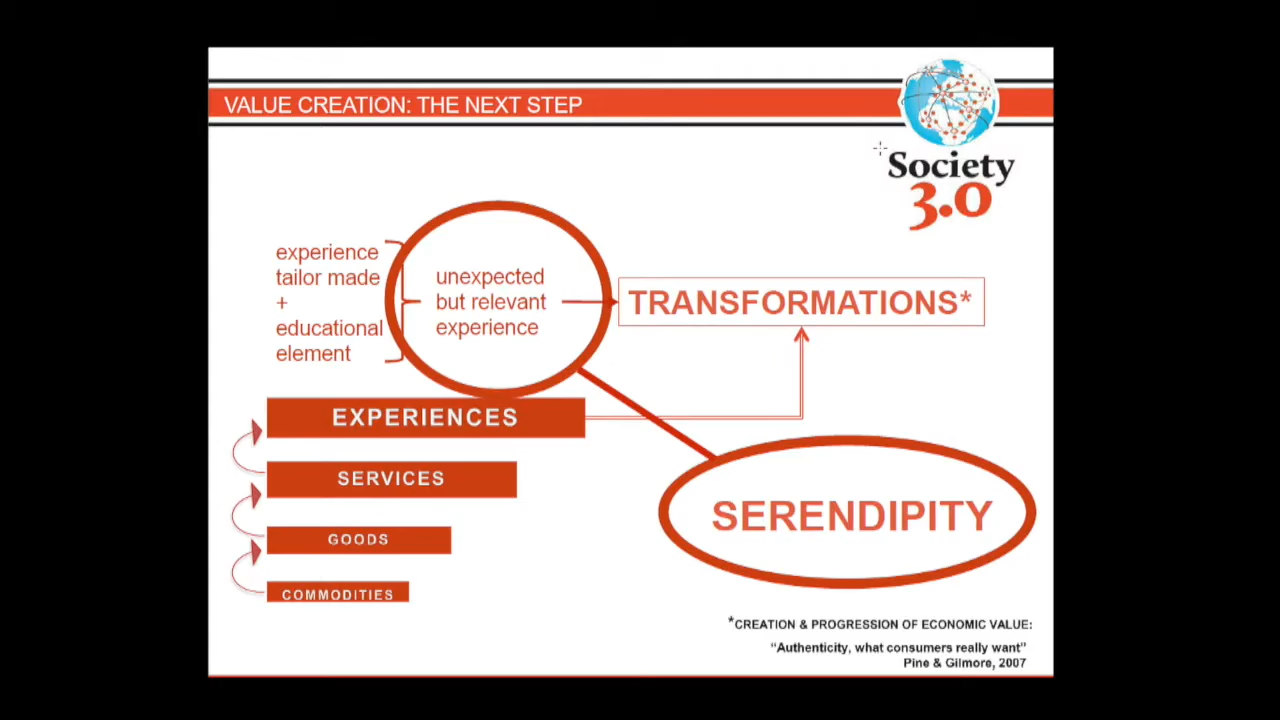 VALUE CREATION: THE NEXT STEP
Society
3.0
experience
tailor made
+
educational
element
unexpected
but relevant
experience
TRANSFORMATIONS*
EXPERIENCES
SERVICES
GOODS
COMMODITIES
SERENDIPITY
*CREATION & PROGRESSION OF ECONOMIC VALUE:
“Authenticity, what consumers really want”
Pine & Gilmore, 2007